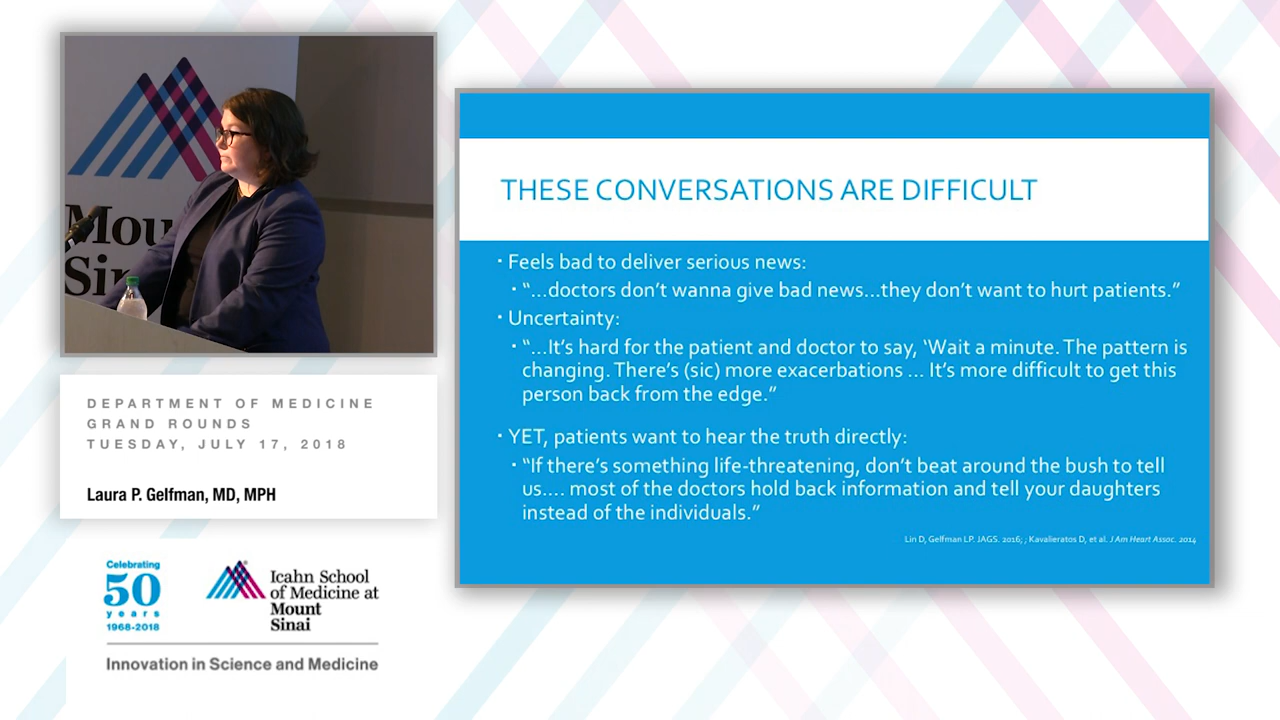 Mou
Sin
DEPARTMENT OF MEDICINE
GRAND ROUNDS
TUESDAY, JULY 17, 2018
Laura P. Gelfman, MD, MPH
Celebrating
50
years
1968-2018
Icahn School
of Medicine at
Mount
Sinai
Innovation in Science and Medicine
THESE CONVERSATIONS ARE DIFFICULT
▪ Feels bad to deliver serious news:
▪ “...doctors don’t wanna give bad news...they don’t want to hurt patients.”
▪ Uncertainty:
▪ “...It’s hard for the patient and doctor to say, ‘Wait a minute. The pattern is
changing. There’s (sic) more exacerbations ... It’s more difficult to get this
person back from the edge.”
▪ YET, patients want to hear the truth directly:
▪ “If there’s something life-threatening, don’t beat around the bush to tell
us.... most of the doctors hold back information and tell your daughters
instead of the individuals.”
Lin D, Gelfman LP. JAGS. 2016; ; Kavalieratos D, et al. J Am Heart Assoc. 2014